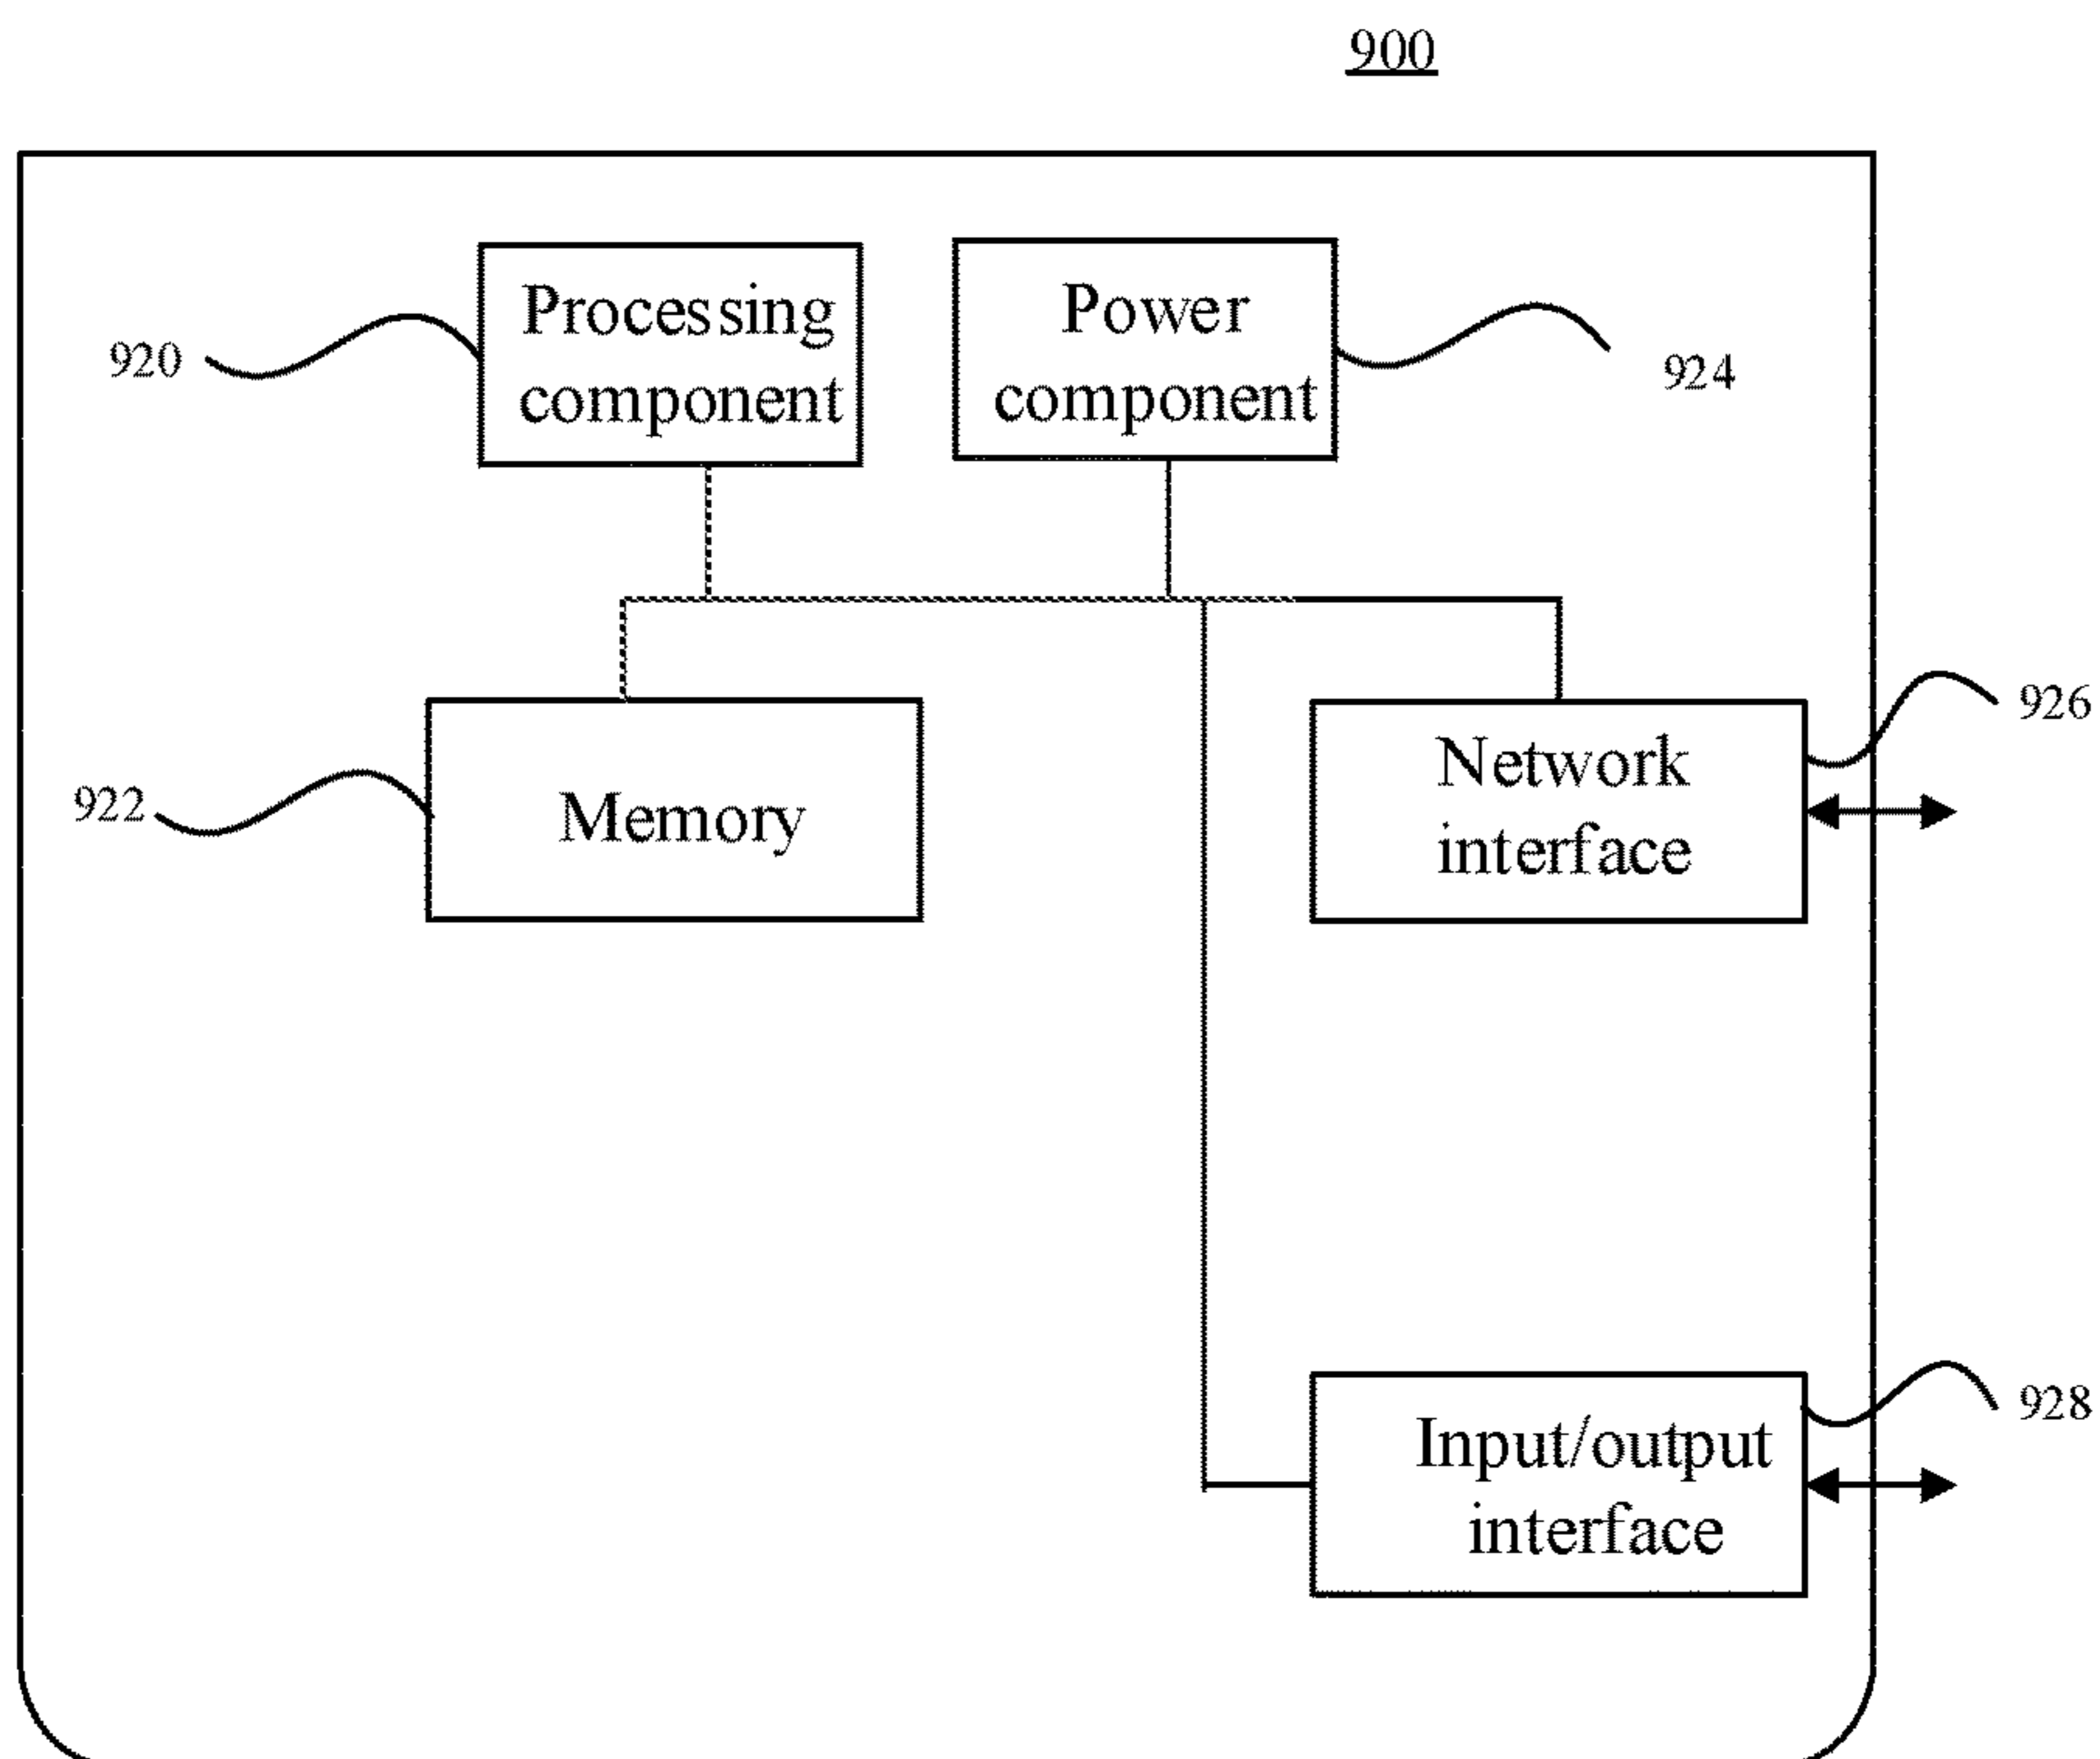 900
Processing
component
Power
component
920
924
926
922
Memory
Network
interface
928
Input/output
interface